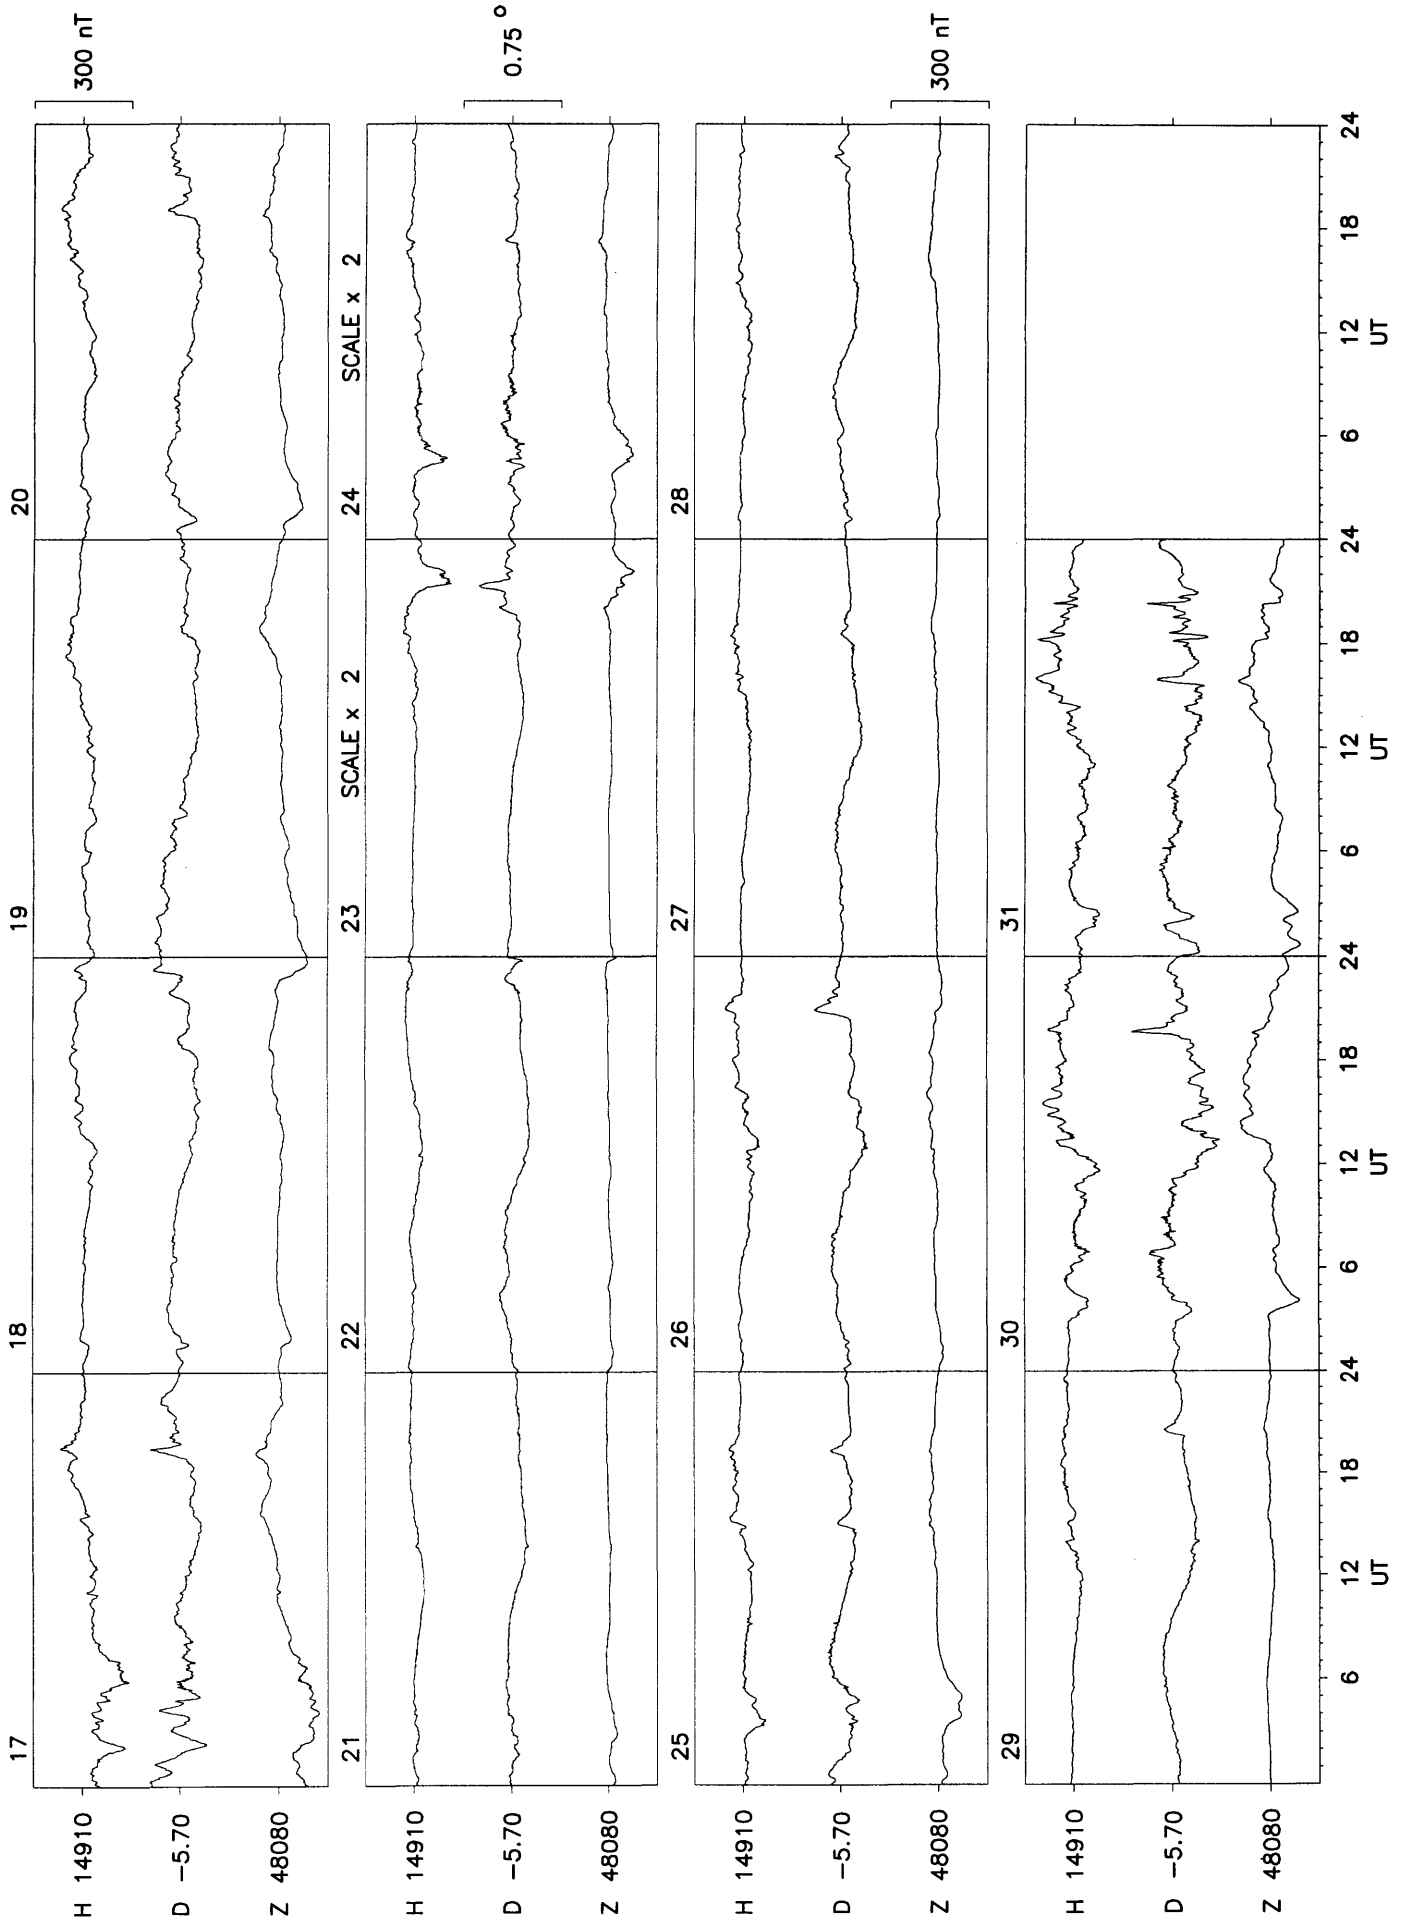 17 18 19 20
H 14910
D -5.70
Z 48080
300 nT
21 22 23 SCALE x 2 24 SCALE x 2
H 14910
D -5.70
Z 48080
0.75 °
25 26 27 28
H 14910
D -5.70
Z 48080
300 nT
29 30 31
H 14910
D -5.70
Z 48080
6 12 18 24 6 12 18 24 6 12 18 24 6 12 18 24
UT UT UT UT